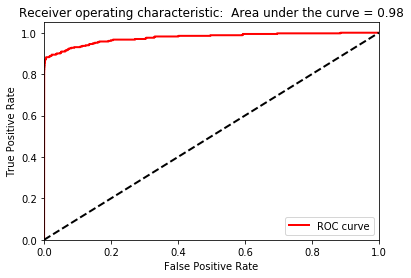 Receiver operating characteristic:  Area under the curve = 0.98
1.0
0.8
0.6
0.4
0.2
0.0
True Positive Rate
ROC curve
0.0 0.2 0.4 0.6 0.8 1.0
False Positive Rate